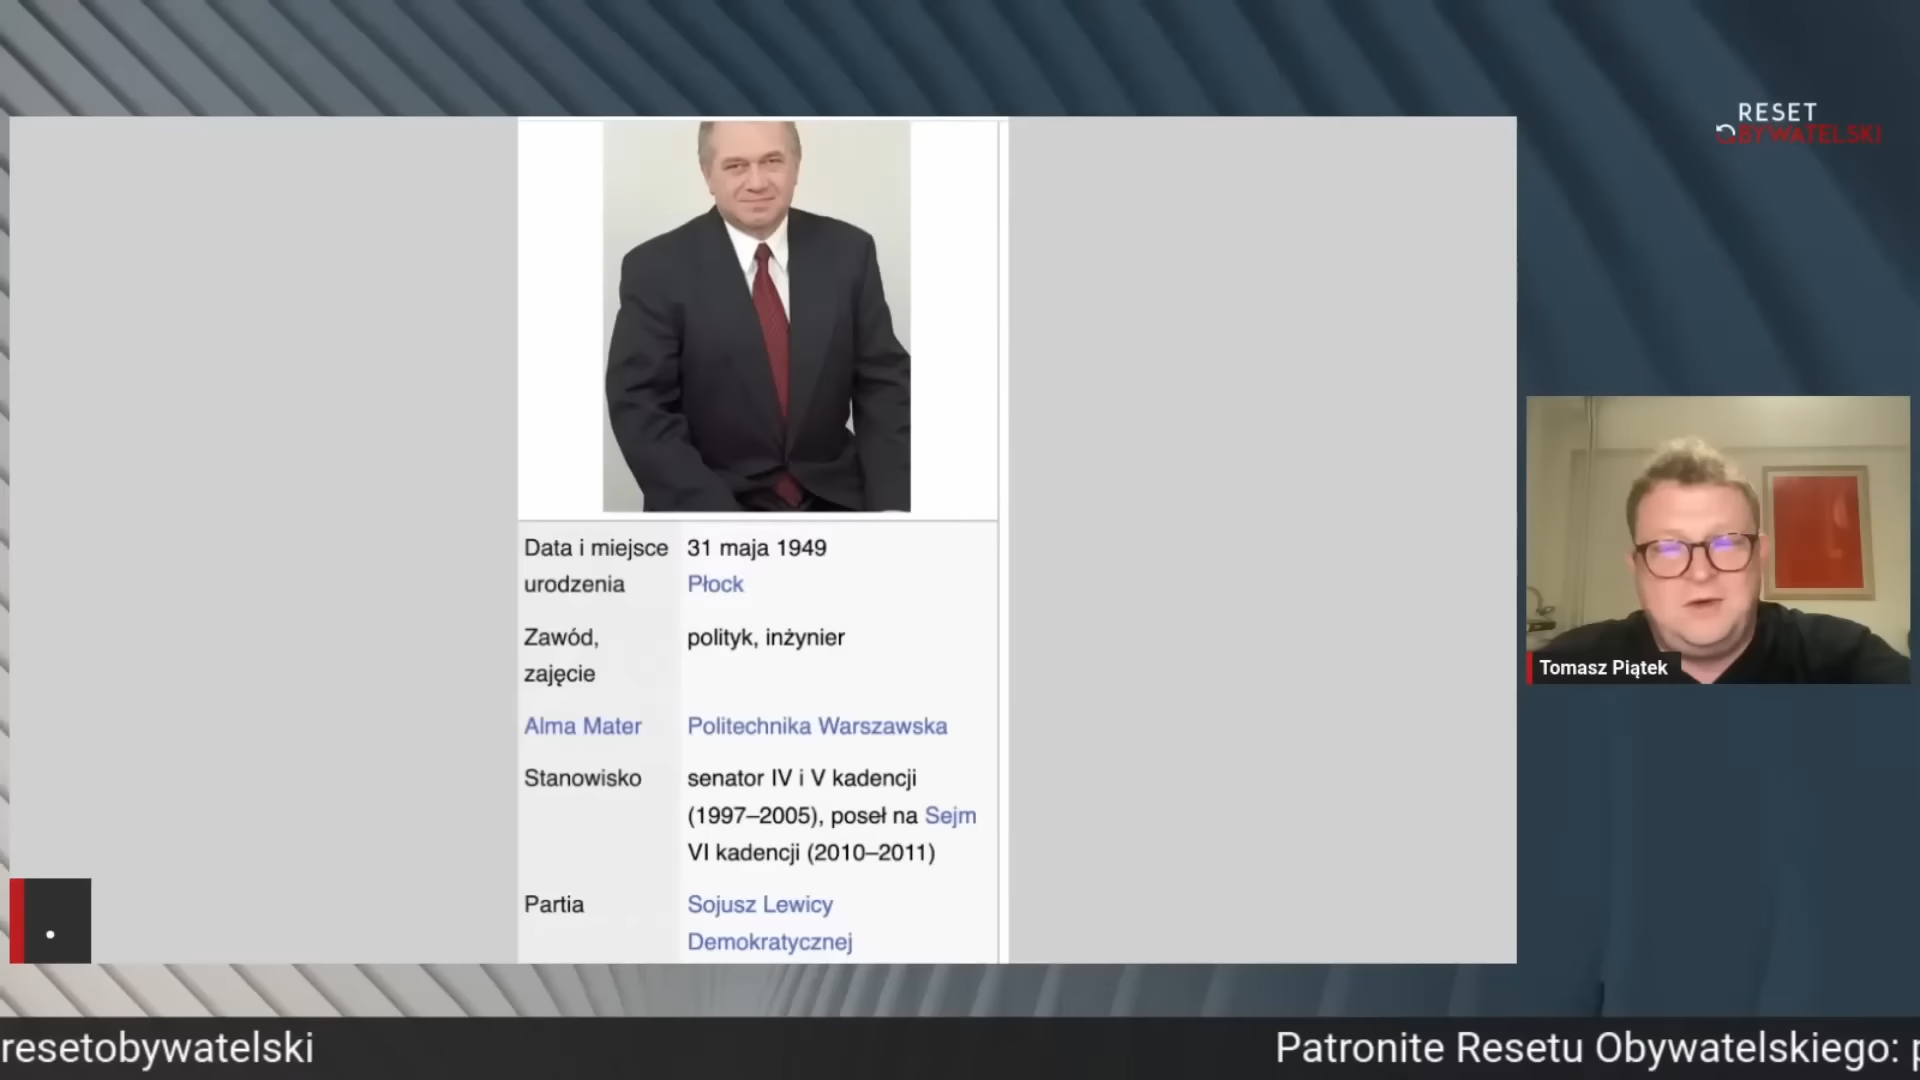 RESET
OBYWATELSKI
Data i miejsce urodzenia
31 maja 1949
Płock
Zawód, zajęcie
polityk, inżynier
Alma Mater
Politechnika Warszawska
Stanowisko
senator IV i V kadencji
(1997–2005), poseł na Sejm
VI kadencji (2010–2011)
Partia
Sojusz Lewicy
Demokratycznej
Tomasz Piątek
.
resetobywatelski
Patronite Resetu Obywatelskiego: